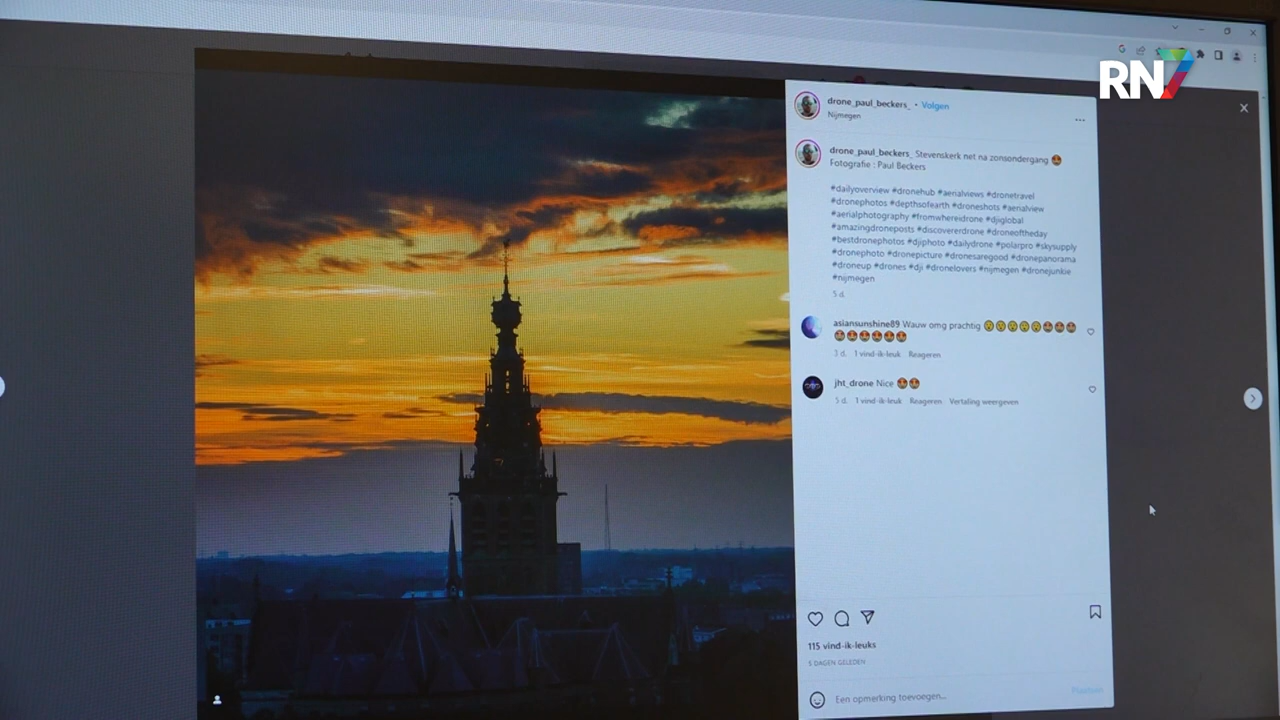 RN7
drone_paul_beckers_ • Volgen
Nijmegen
drone_paul_beckers_ Stevenskerk net na zonsondergang 🤩
Fotografie : Paul Beckers
#dailyoverview #dronehub #aerialviews #dronetravel
#dronephotos #depthsofearth #droneshots #aerialview
#aerialphotography #fromwhereidrone #djiglobal
#amazingdroneposts #discovererdrone #droneoftheday
#bestdronephotos #djiphoto #dailydrone #polarpro #skysupply
#dronephoto #dronepicture #dronesaregood #dronepanorama
#droneup #drones #dji #dronelovers #nijmegen #dronejunkie
#nijmegen
5 d.
asiansunshine89 Wauw omg prachtig 😲😲😲😲😲🤩🤩🤩
🤩🤩🤩🤩🤩🤩
3 d. 1 vind-ik-leuk Reageren
jht_drone Nice 🤩🤩
5 d. 1 vind-ik-leuk Reageren Vertaling weergeven
115 vind-ik-leuks
5 DAGEN GELEDEN
Een opmerking toevoegen...
Plaatsen